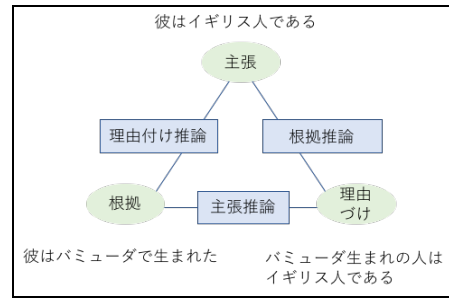 彼はイギリス人である
主張
理由付け推論
根拠推論
根拠
主張推論
理由
づけ
彼はバミューダで生まれた
バミューダ生まれの人は
イギリス人である